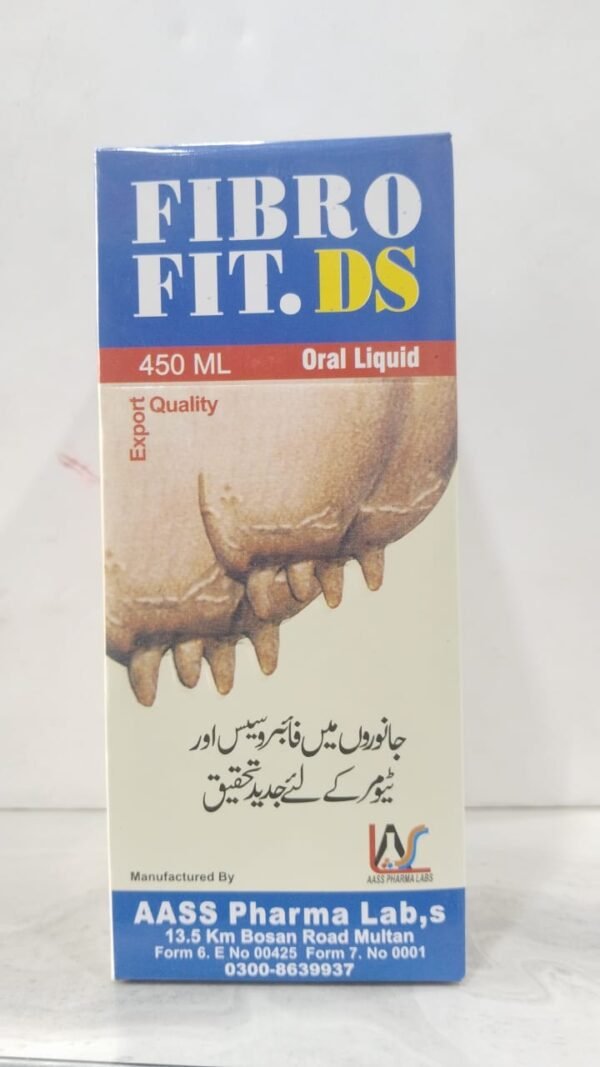 FIBRO
FIT. DS
450 ML
Oral Liquid
Export
Quality
جانوروں میں فائبروسیس اور
ٹیومر کے لئے جدید تحقیق
AASS PHARMA LABS
Manufactured By
AASS Pharma Lab,s
13.5 Km Bosan Road Multan
Form 6. E No 00425 Form 7. No 0001
0300-8639937